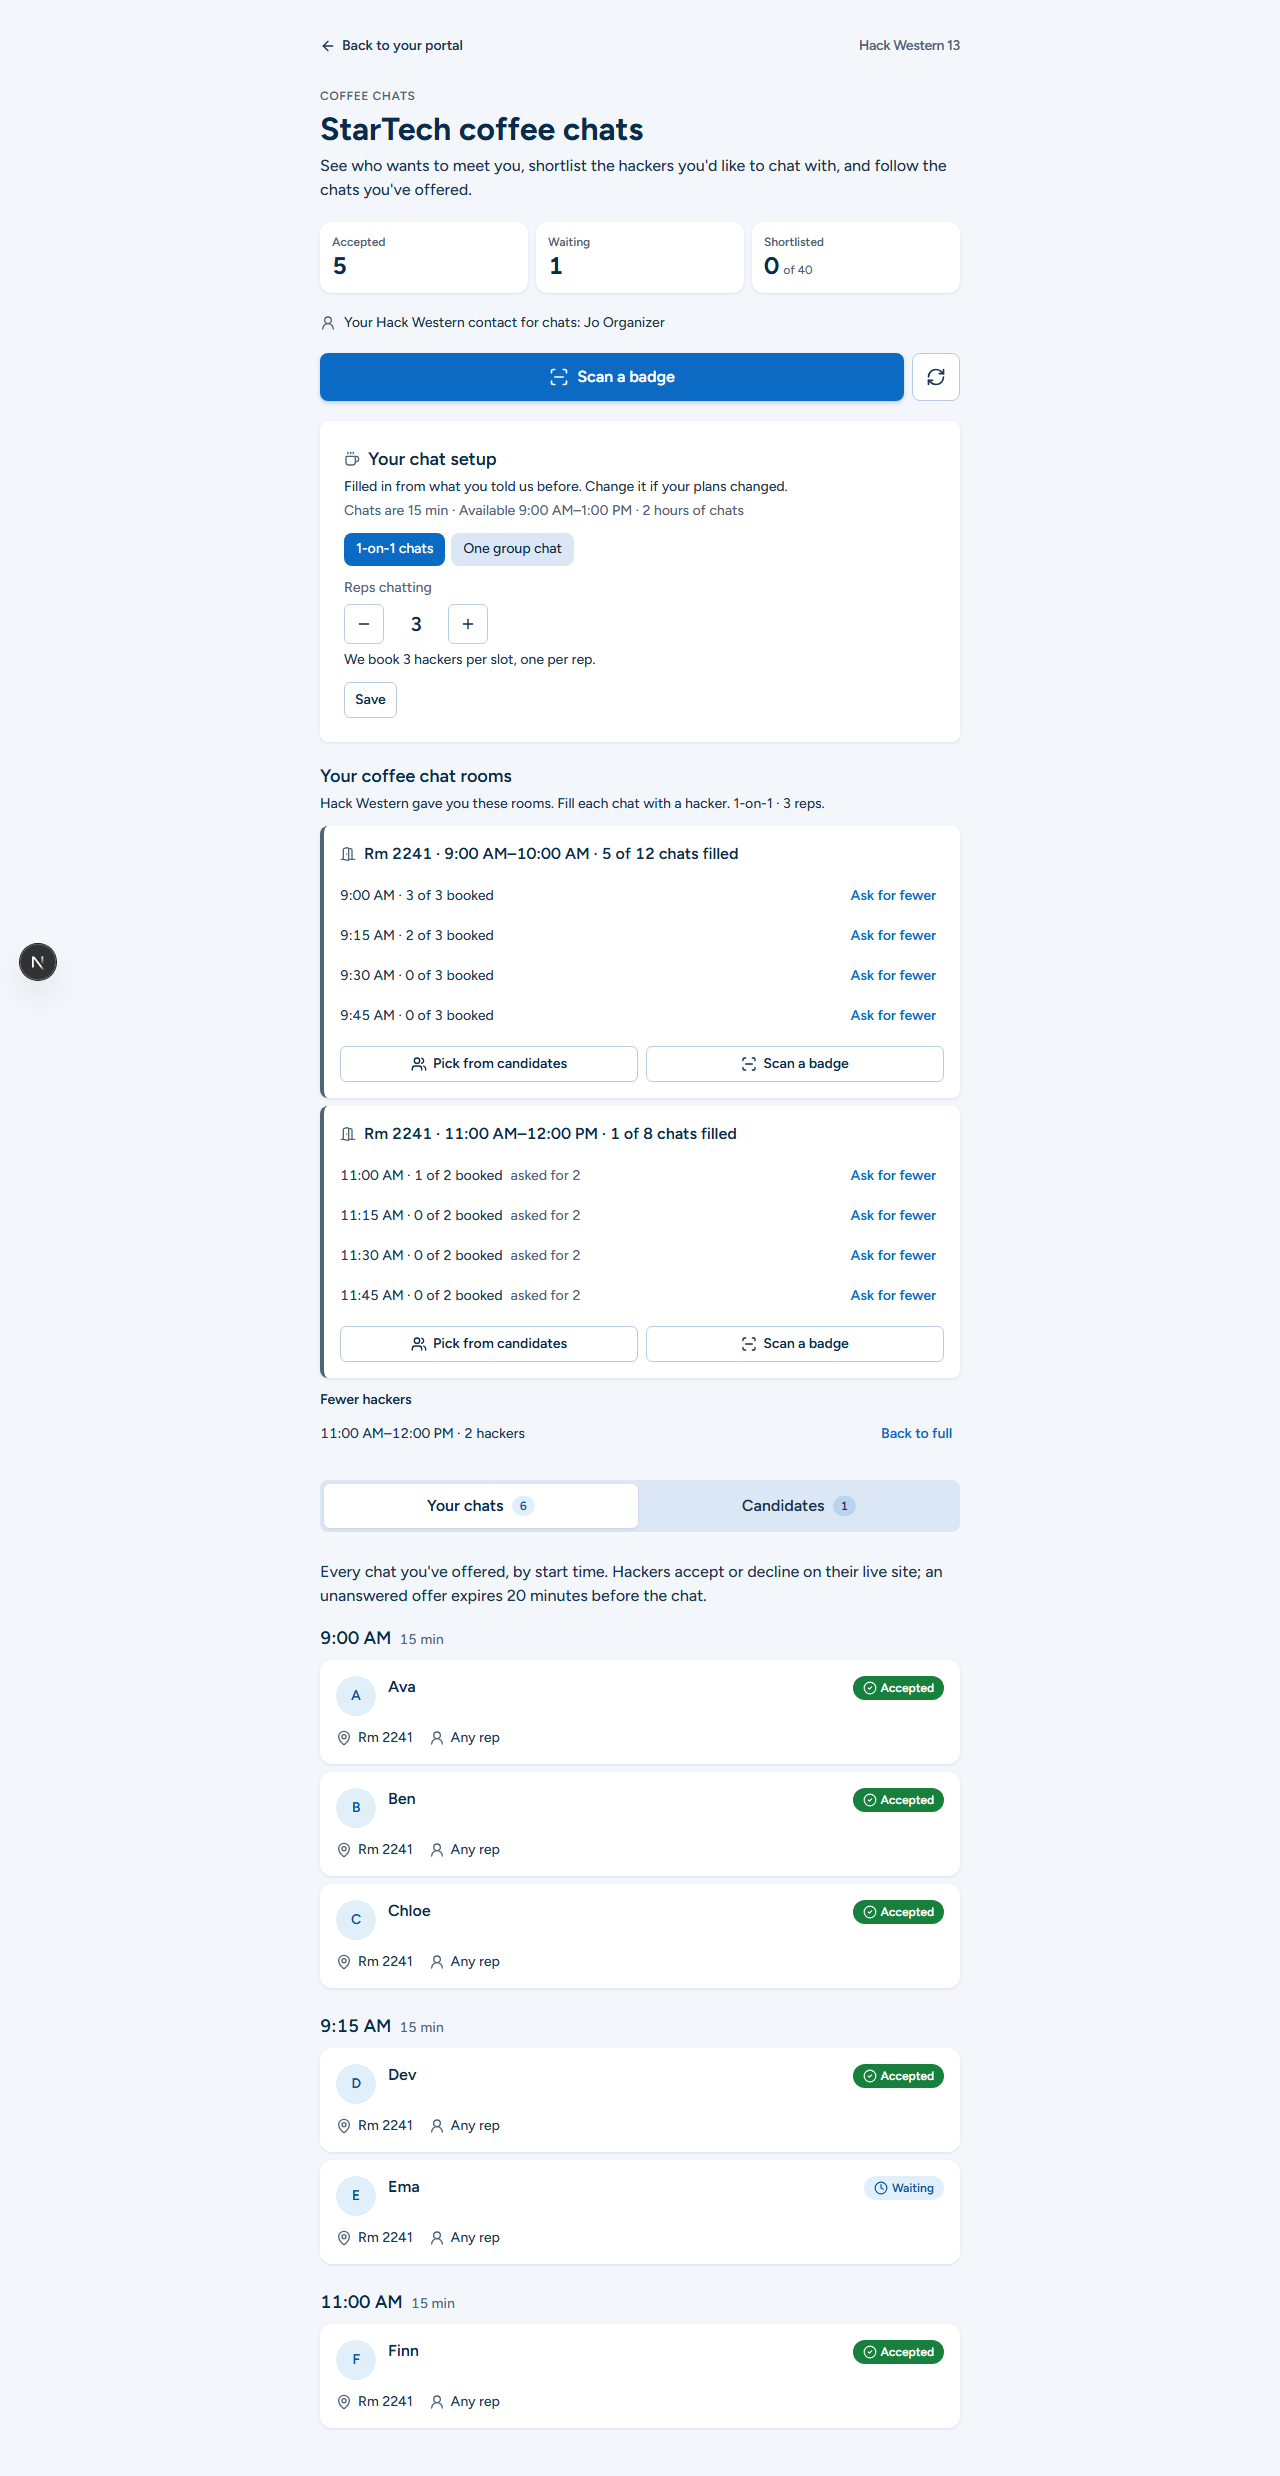 Back to your portal
Hack Western 13
COFFEE CHATS
StarTech coffee chats
See who wants to meet you, shortlist the hackers you'd like to chat with, and follow the
chats you've offered.
Accepted
5
Waiting
1
Shortlisted
0 of 40
Your Hack Western contact for chats: Jo Organizer
Scan a badge
Your chat setup
Filled in from what you told us before. Change it if your plans changed.
Chats are 15 min · Available 9:00 AM–1:00 PM · 2 hours of chats
1-on-1 chats
One group chat
Reps chatting
− 3 +
We book 3 hackers per slot, one per rep.
Save
Your coffee chat rooms
Hack Western gave you these rooms. Fill each chat with a hacker. 1-on-1 · 3 reps.
Rm 2241 · 9:00 AM–10:00 AM · 5 of 12 chats filled
9:00 AM · 3 of 3 booked Ask for fewer
9:15 AM · 2 of 3 booked Ask for fewer
9:30 AM · 0 of 3 booked Ask for fewer
9:45 AM · 0 of 3 booked Ask for fewer
Pick from candidates
Scan a badge
Rm 2241 · 11:00 AM–12:00 PM · 1 of 8 chats filled
11:00 AM · 1 of 2 booked asked for 2 Ask for fewer
11:15 AM · 0 of 2 booked asked for 2 Ask for fewer
11:30 AM · 0 of 2 booked asked for 2 Ask for fewer
11:45 AM · 0 of 2 booked asked for 2 Ask for fewer
Pick from candidates
Scan a badge
Fewer hackers
11:00 AM–12:00 PM · 2 hackers Back to full
Your chats 6
Candidates 1
Every chat you've offered, by start time. Hackers accept or decline on their live site; an
unanswered offer expires 20 minutes before the chat.
9:00 AM 15 min
A Ava Accepted
Rm 2241 Any rep
B Ben Accepted
Rm 2241 Any rep
C Chloe Accepted
Rm 2241 Any rep
9:15 AM 15 min
D Dev Accepted
Rm 2241 Any rep
E Ema Waiting
Rm 2241 Any rep
11:00 AM 15 min
F Finn Accepted
Rm 2241 Any rep
N